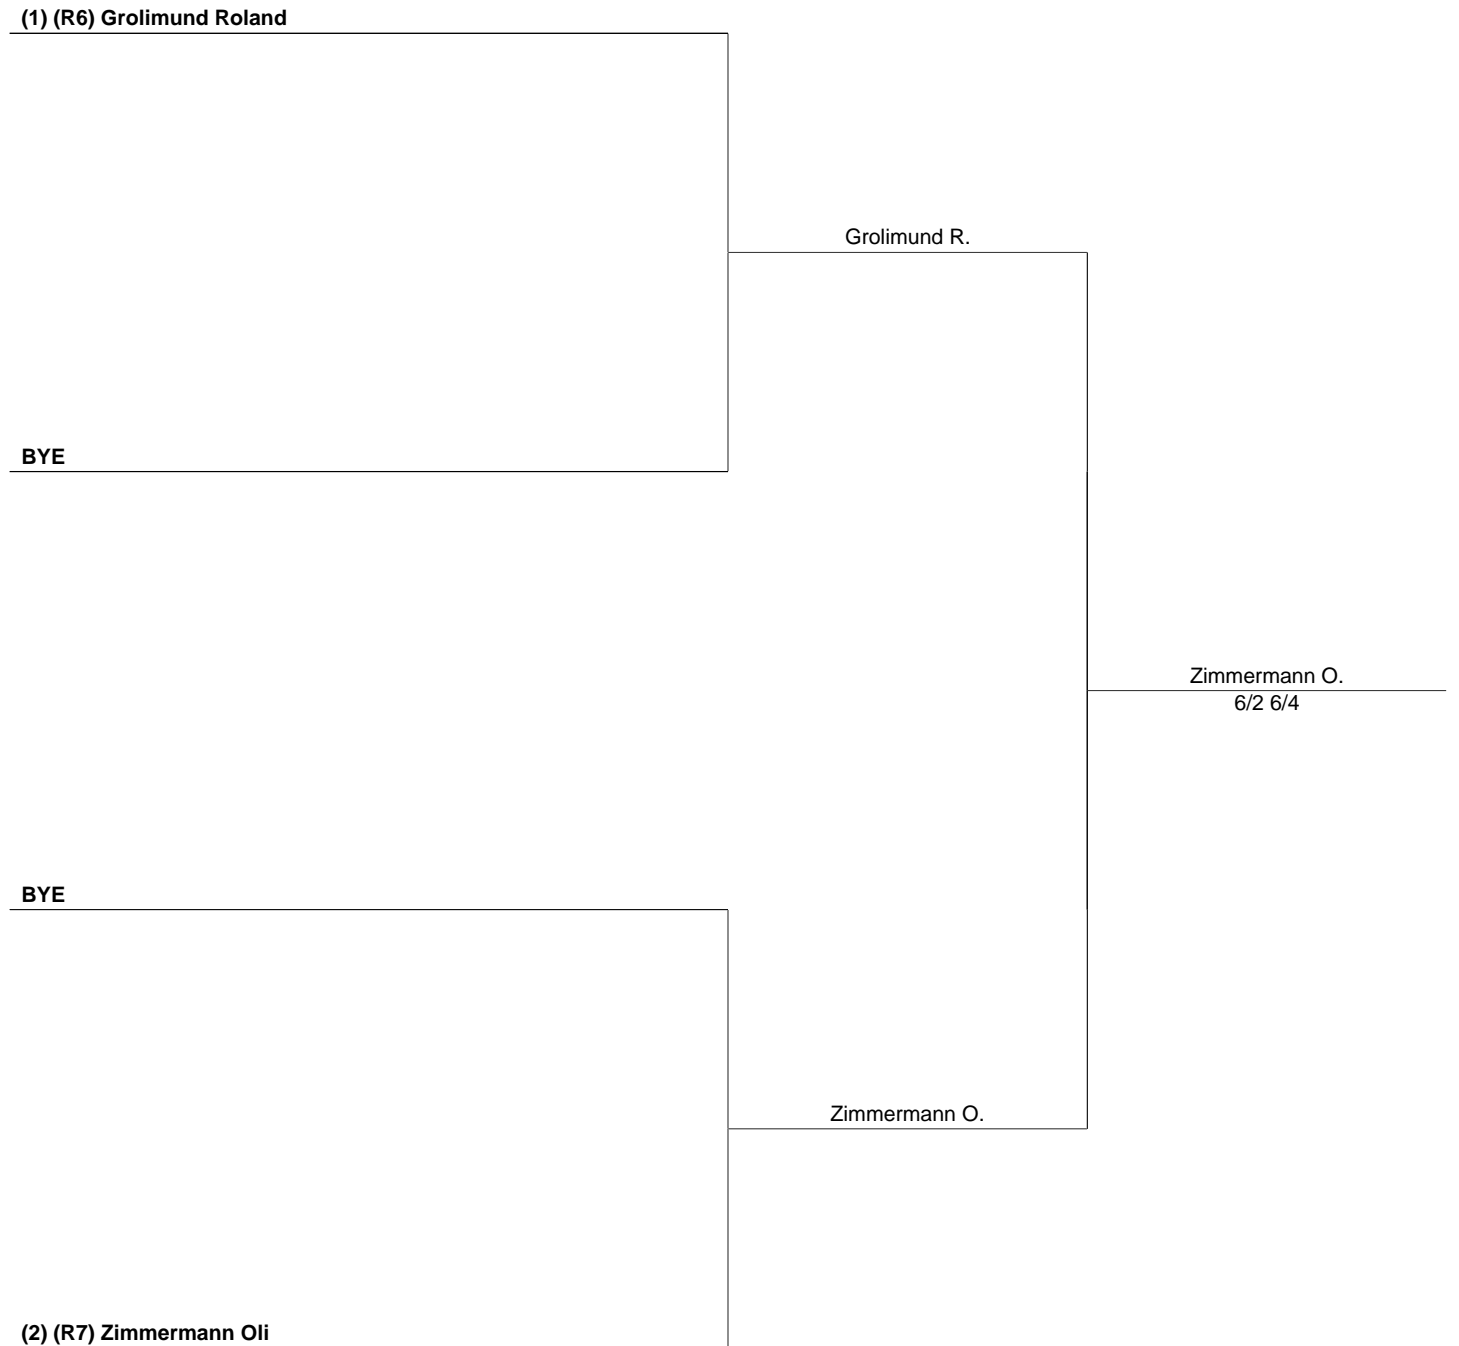 (1) (R6) Grolimund Roland
Grolimund R.
BYE
Zimmermann O.
6/2 6/4
BYE
Zimmermann O.
(2) (R7) Zimmermann Oli